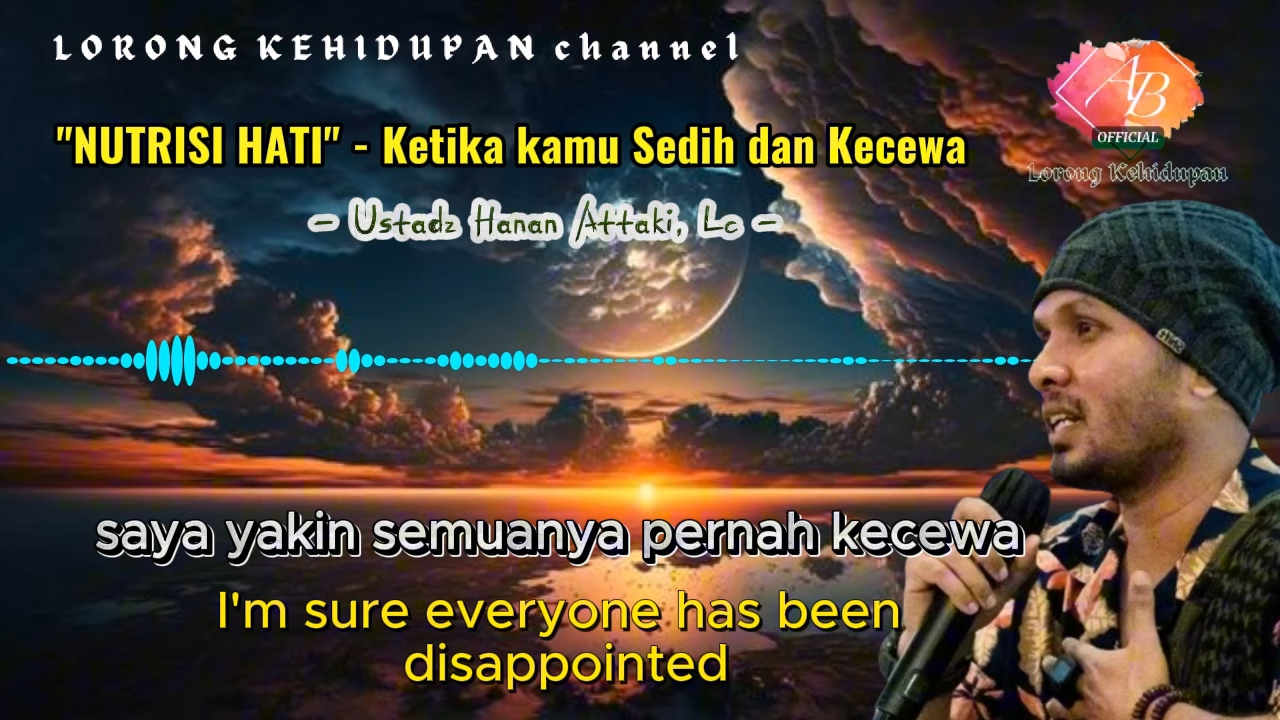 LORONG KEHIDUPAN channel
AB
OFFICIAL
Lorong Kehidupan
"NUTRISI HATI" - Ketika kamu Sedih dan Kecewa
- Ustadz Hanan Attaki, Lc -
saya yakin semuanya pernah kecewa
I'm sure everyone has been
disappointed